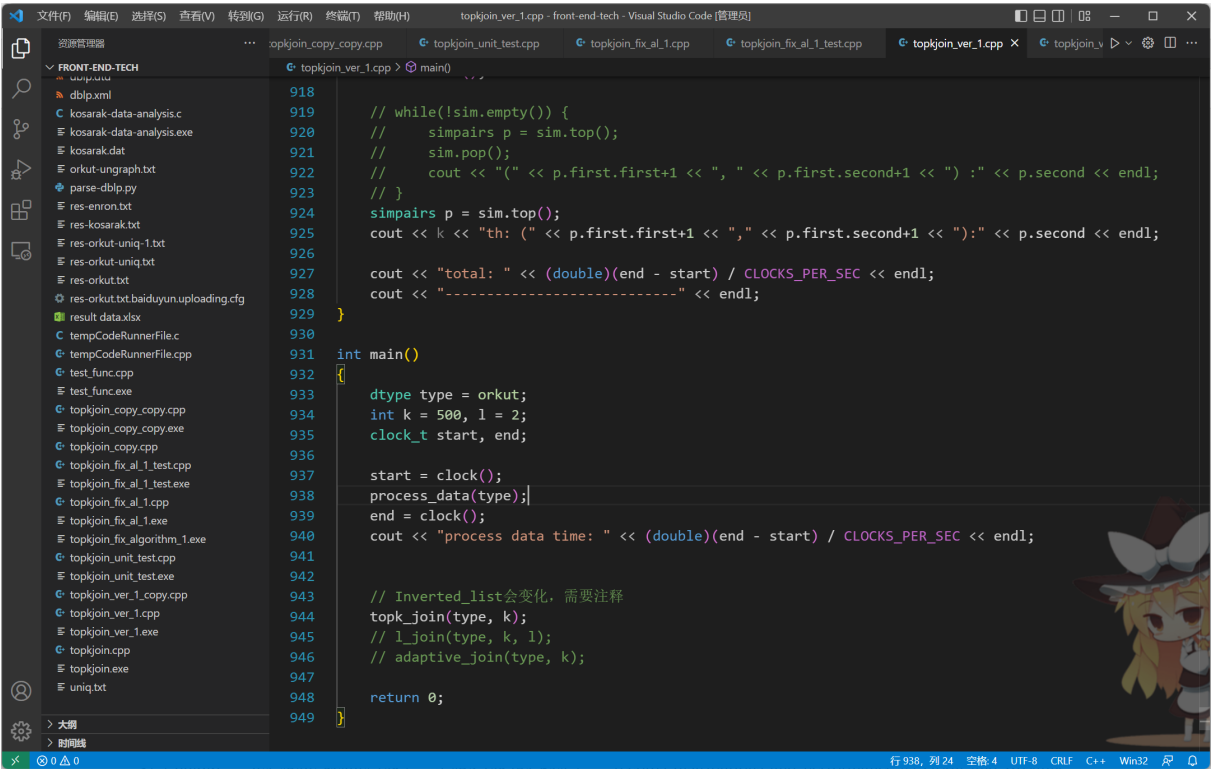 文件(F) 编辑(E) 选择(S) 查看(V) 转到(G) 运行(R) 终端(T) 帮助(H) topkjoin_ver_1.cpp - front-end-tech - Visual Studio Code [管理员]
资源管理器
opkjoin_copy_copy.cpp topkjoin_unit_test.cpp topkjoin_fix_al_1.cpp topkjoin_fix_al_1_test.cpp topkjoin_ver_1.cpp topkjoin_v
FRONT-END-TECH
dblp.xml
kosarak-data-analysis.c
kosarak-data-analysis.exe
kosarak.dat
orkut-ungraph.txt
parse-dblp.py
res-enron.txt
res-kosarak.txt
res-orkut-uniq-1.txt
res-orkut-uniq.txt
res-orkut.txt
res-orkut.txt.baiduyun.uploading.cfg
result data.xlsx
tempCodeRunnerFile.c
tempCodeRunnerFile.cpp
test_func.cpp
test_func.exe
topkjoin_copy_copy.cpp
topkjoin_copy_copy.exe
topkjoin_copy.cpp
topkjoin_fix_al_1_test.cpp
topkjoin_fix_al_1_test.exe
topkjoin_fix_al_1.cpp
topkjoin_fix_al_1.exe
topkjoin_fix_algorithm_1.exe
topkjoin_unit_test.cpp
topkjoin_unit_test.exe
topkjoin_ver_1_copy.cpp
topkjoin_ver_1.cpp
topkjoin_ver_1.exe
topkjoin.cpp
topkjoin.exe
uniq.txt
大纲
时间线
topkjoin_ver_1.cpp > main()
918
919 // while(!sim.empty()) {
920 //     simpairs p = sim.top();
921 //     sim.pop();
922 //     cout << "(" << p.first.first+1 << ", " << p.first.second+1 << ") :" << p.second << endl;
923 // }
924 simpairs p = sim.top();
925 cout << k << "th: (" << p.first.first+1 << "," << p.first.second+1 << "):" << p.second << endl;
926
927 cout << "total: " << (double)(end - start) / CLOCKS_PER_SEC << endl;
928 cout << "----------------------------" << endl;
929 }
930
931 int main()
932 {
933 dtype type = orkut;
934 int k = 500, l = 2;
935 clock_t start, end;
936
937 start = clock();
938 process_data(type);
939 end = clock();
940 cout << "process data time: " << (double)(end - start) / CLOCKS_PER_SEC << endl;
941
942
943 // Inverted_list会变化，需要注释
944 topk_join(type, k);
945 // l_join(type, k, l);
946 // adaptive_join(type, k);
947
948 return 0;
949 }
0 0 行 938，列 24 空格: 4 UTF-8 CRLF C++ Win32